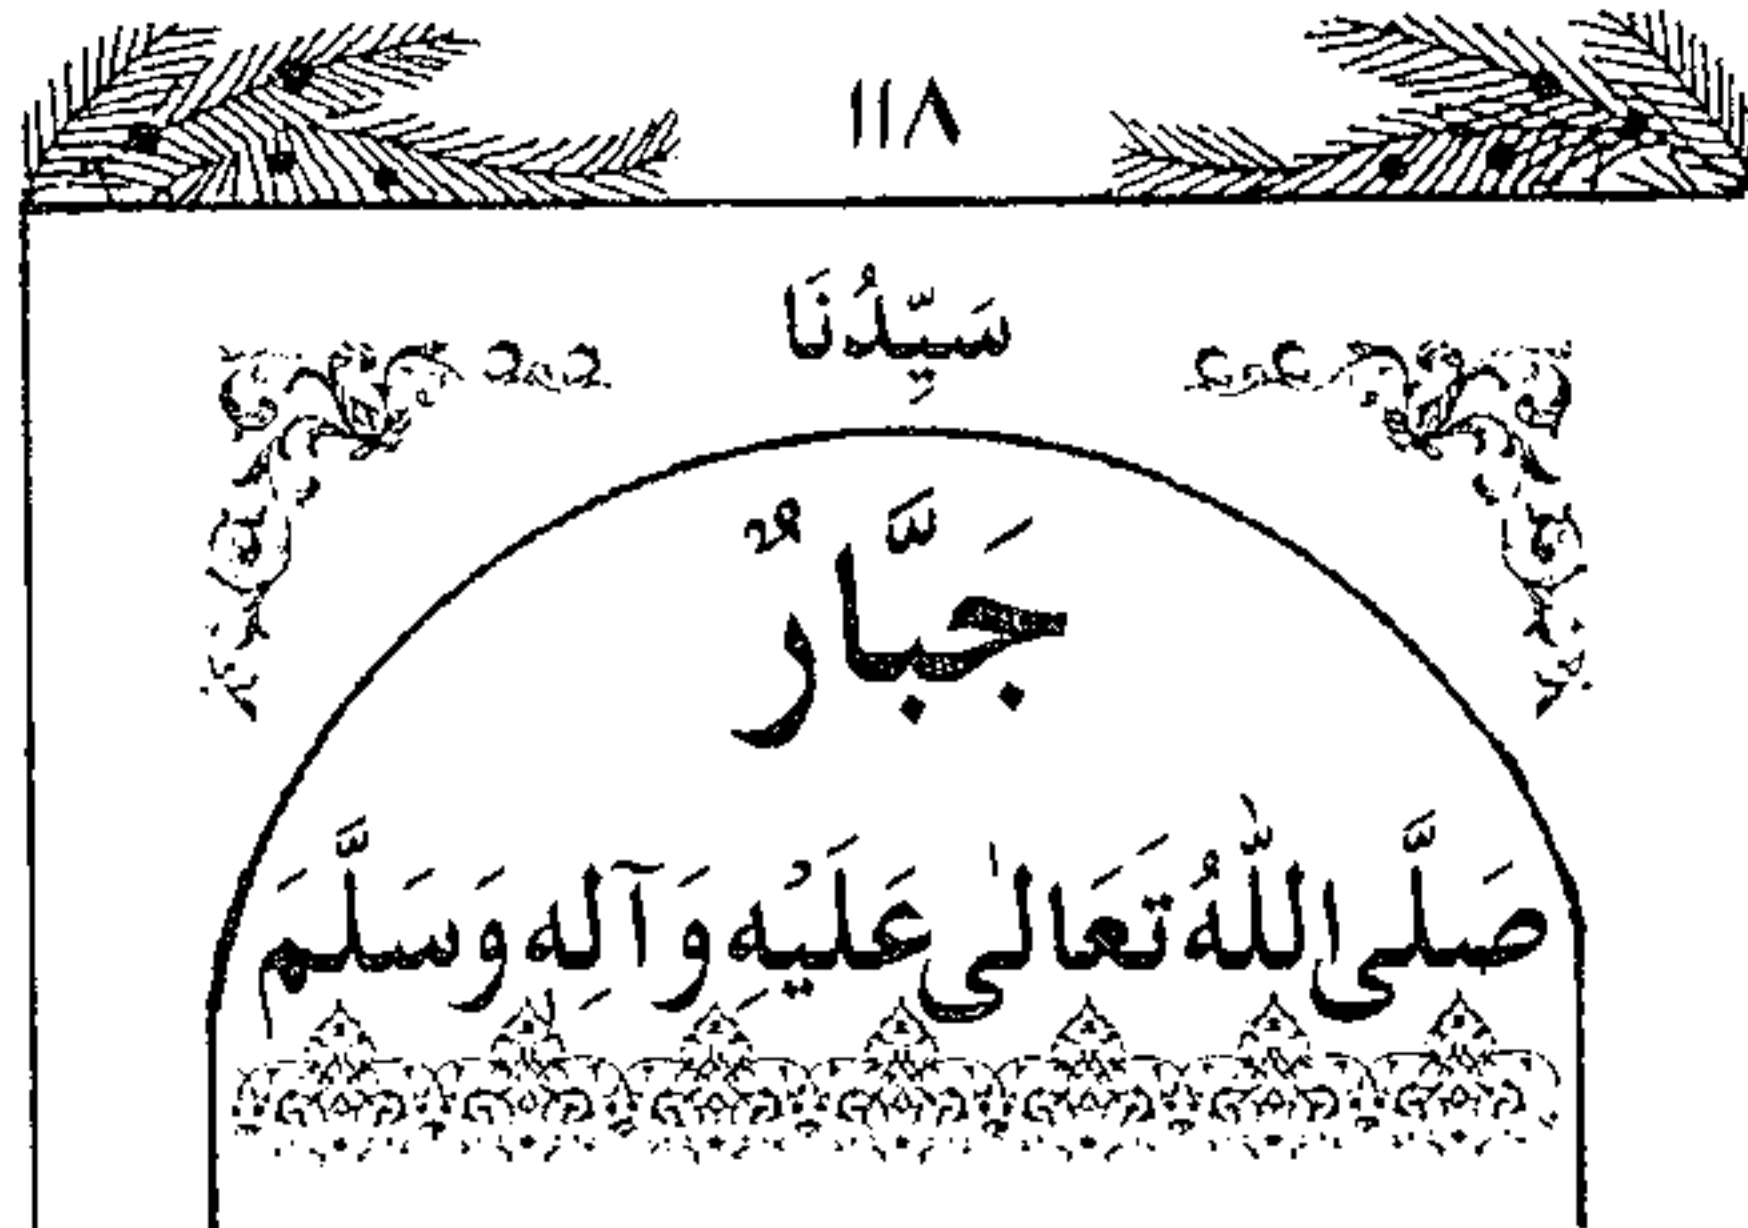 ١١٨
سَيِّدُنَا
جَبَّارٌ
صَلَّى اللّٰهُ تَعَالٰى عَلَيْهِ وَآلِهٖ وَسَلَّمَ